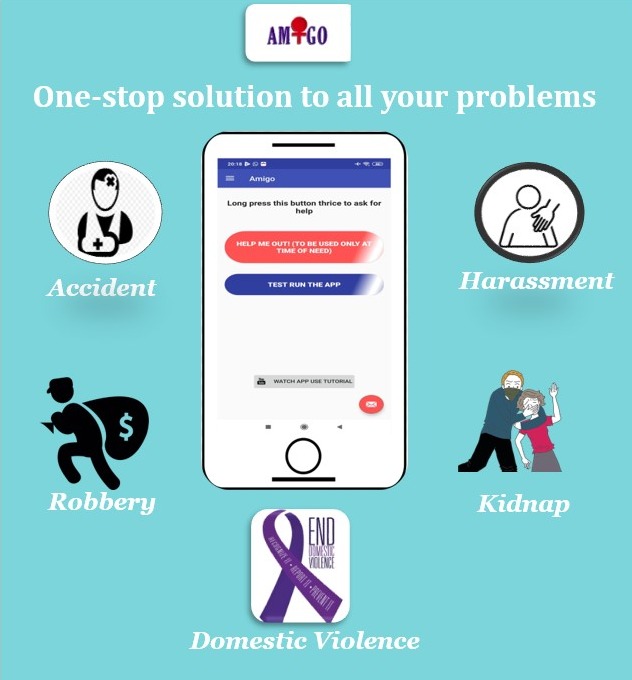 AMIGO
One-stop solution to all your problems
20:18
Amigo
Long press this button thrice to ask for
help
HELP ME OUT! (TO BE USED ONLY AT
TIME OF NEED)
TEST RUN THE APP
WATCH APP USE TUTORIAL
Accident
Harassment
$
Robbery
Kidnap
END
DOMESTIC
VIOLENCE
RECOGNIZE IT • REPORT IT • PREVENT IT
Domestic Violence